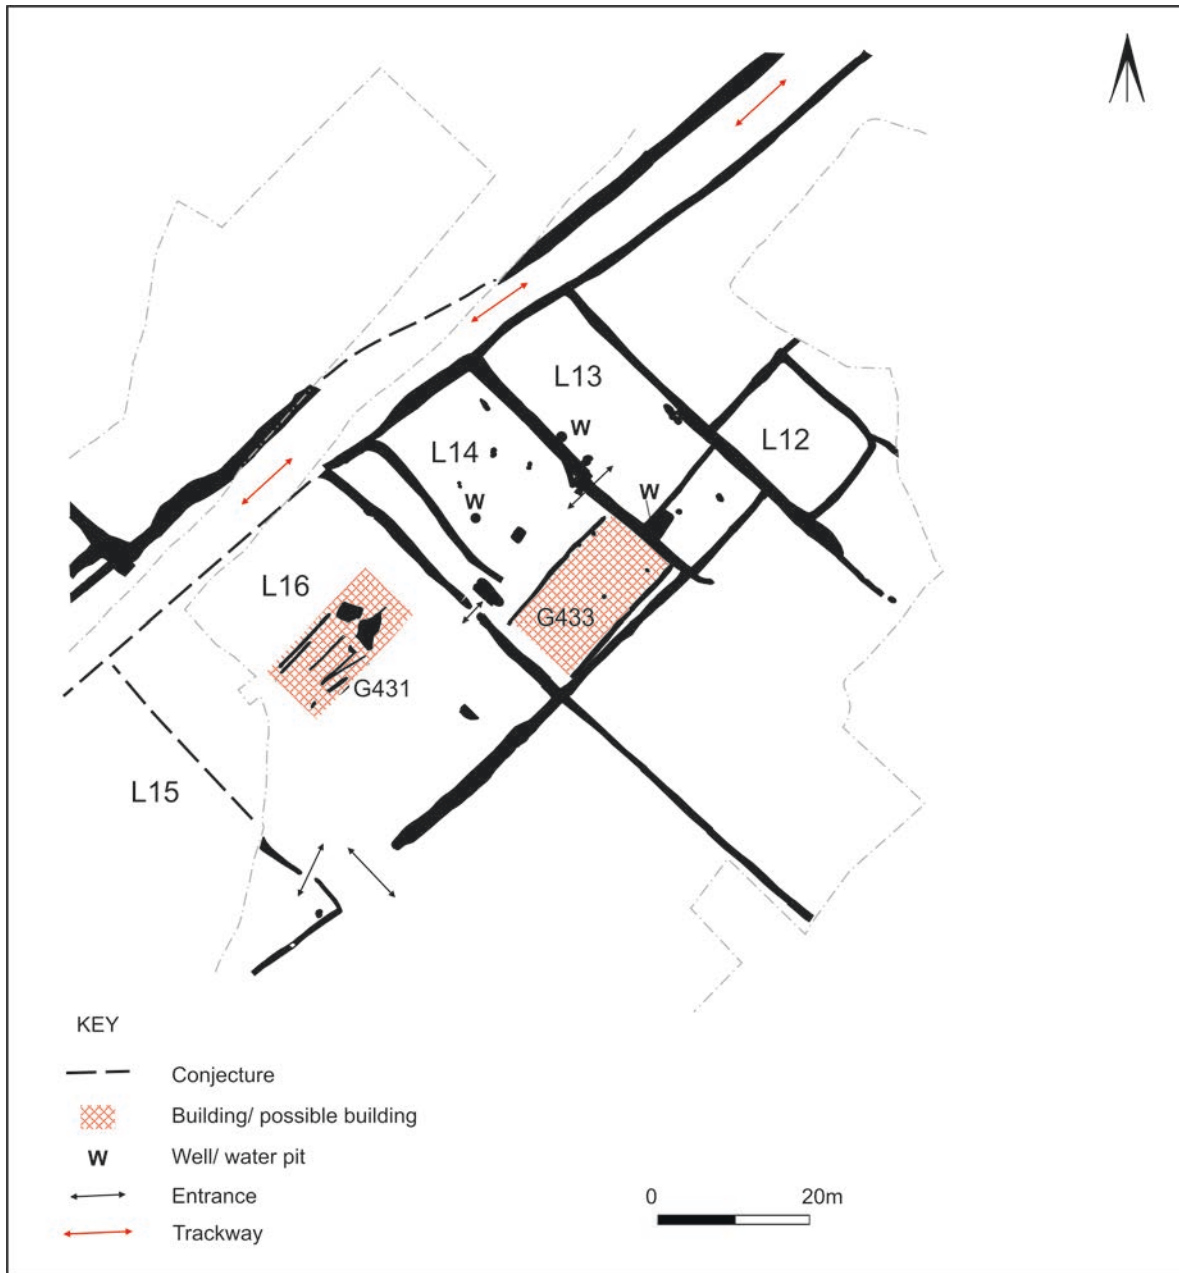 L13
W
L12
L14
W
W
L16
G433
G431
L15
KEY
Conjecture
Building/ possible building
W Well/ water pit
Entrance
Trackway
0 20m